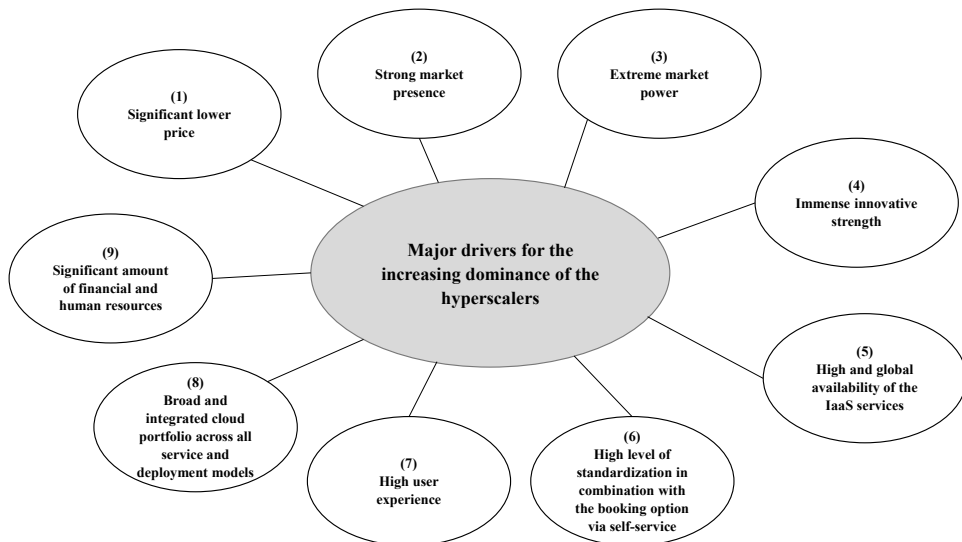 (1)
Significant lower
price
(2)
Strong market
presence
(3)
Extreme market
power
(4)
Immense innovative
strength
Major drivers for the
increasing dominance of the
hyperscalers
(9)
Significant amount
of financial and
human resources
(5)
High and global
availability of the
IaaS services
(8)
Broad and
integrated cloud
portfolio across all
service and
deployment models
(7)
High user
experience
(6)
High level of
standardization in
combination with
the booking option
via self-service